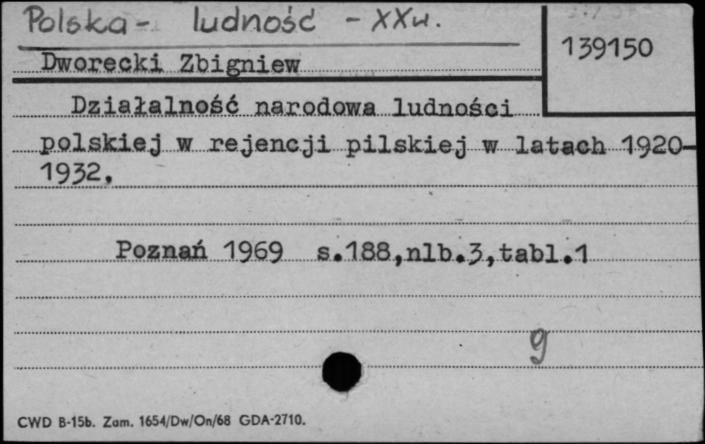 Polska - ludność - XXw.
139150
Dworecki Zbigniew
Działalność narodowa ludności
polskiej w rejencji pilskiej w latach 1920-
1932.
Poznań 1969 s.188,nlb.3,tabl.1
g
CWD B-15b. Zam. 1654/Dw/On/68 GDA-2710.